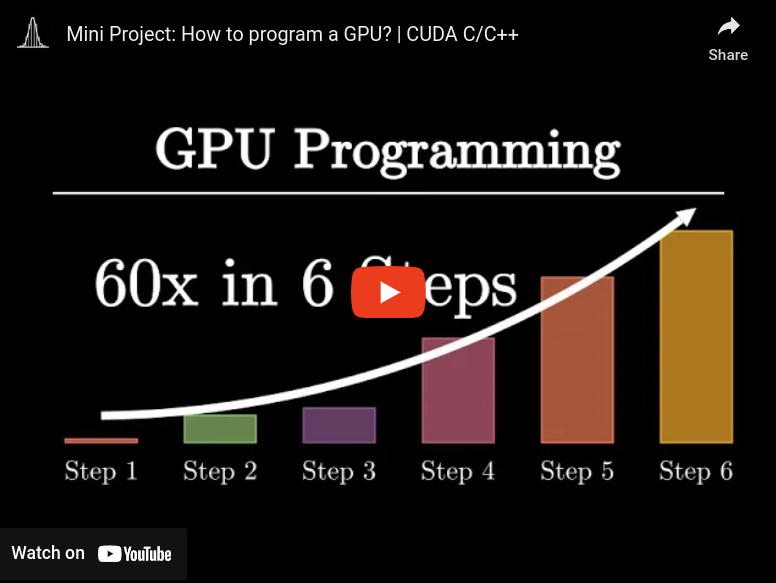 Mini Project: How to program a GPU? | CUDA C/C++
Share
GPU Programming
60x in 6 Steps
Step 1 Step 2 Step 3 Step 4 Step 5 Step 6
Watch on YouTube